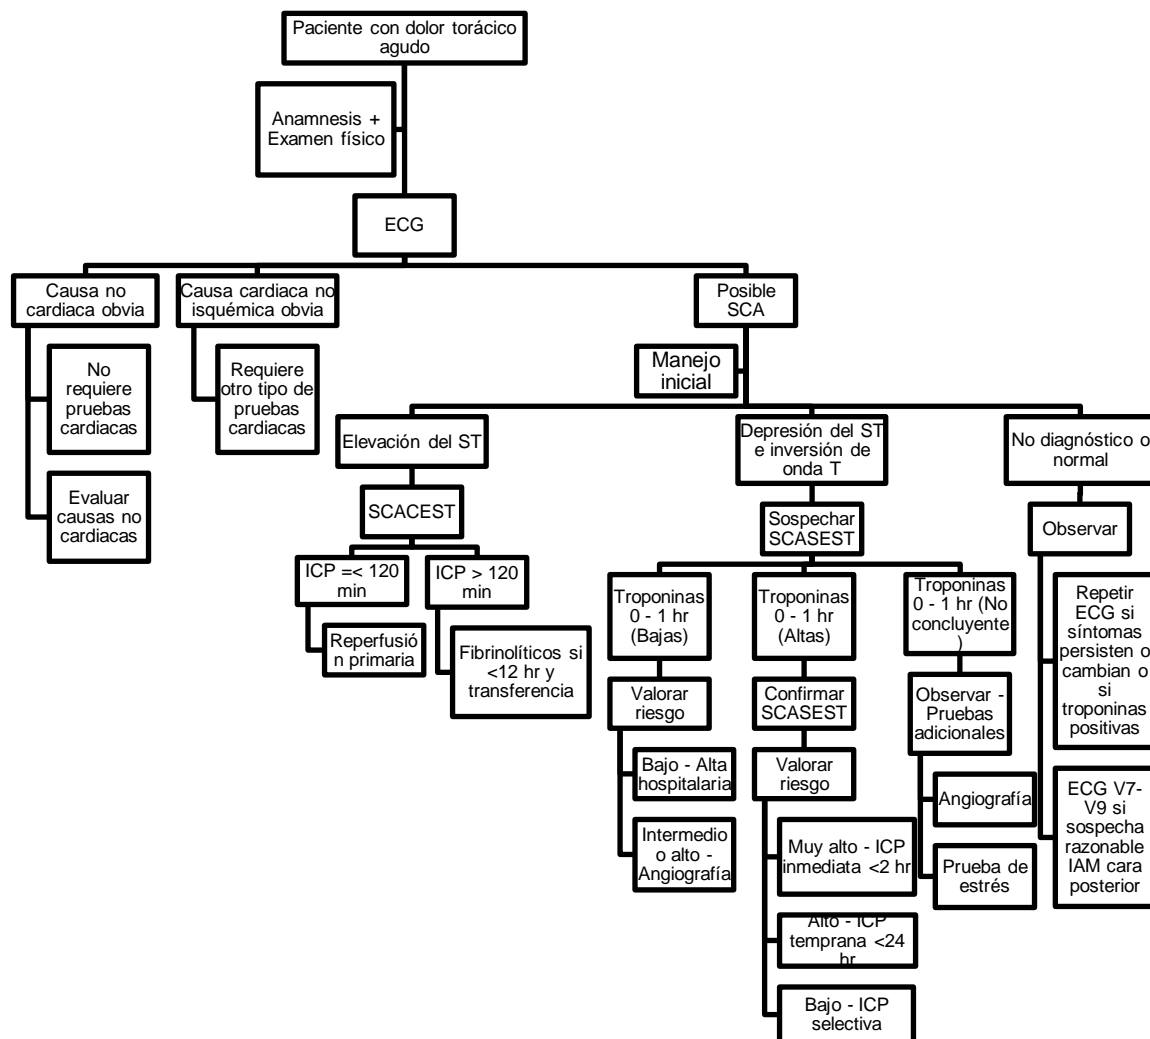 Paciente con dolor torácico
agudo
Anamnesis +
Examen físico
ECG
Causa no
cardiaca obvia
No
requiere
pruebas
cardiacas
Evaluar
causas no
cardiacas
Causa cardiaca no
isquémica obvia
Requiere
otro tipo de
pruebas
cardiacas
Posible
SCA
Manejo
inicial
Elevación del ST
SCACEST
ICP =< 120
min
Reperfusió
n primaria
ICP > 120
min
Fibrinolíticos si
<12 hr y
transferencia
Depresión del ST
e inversión de
onda T
Sospechar
SCASEST
Troponinas
0 - 1 hr
(Bajas)
Valorar
riesgo
Bajo - Alta
hospitalaria
Intermedio
o alto -
Angiografía
Troponinas
0 - 1 hr
(Altas)
Confirmar
SCASEST
Valorar
riesgo
Muy alto - ICP
inmediata <2 hr
Alto - ICP
temprana <24
hr
Bajo - ICP
selectiva
Troponinas
0 - 1 hr (No
concluyente
)
Observar -
Pruebas
adicionales
Angiografía
Prueba de
estrés
No diagnóstico o
normal
Observar
Repetir
ECG si
síntomas
persisten o
cambian o
si
troponinas
positivas
ECG V7-
V9 si
sospecha
razonable
IAM cara
posterior